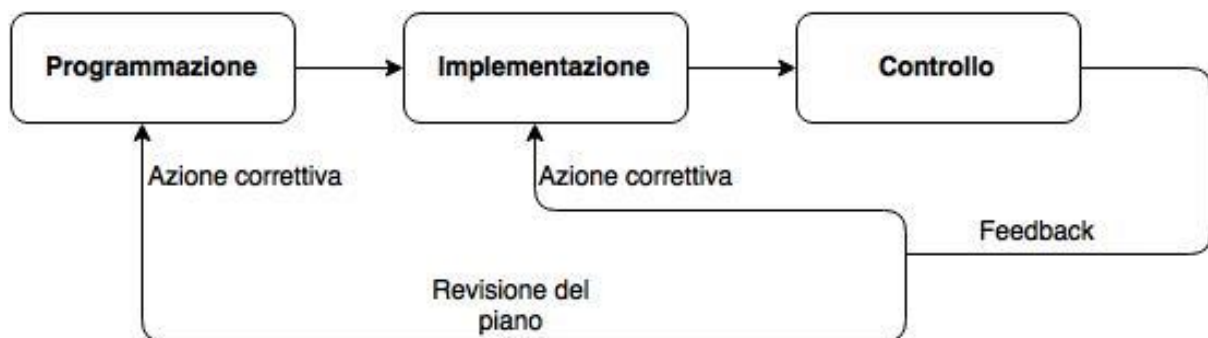 Programmazione
Implementazione
Controllo
Azione correttiva
Azione correttiva
Feedback
Revisione del
piano